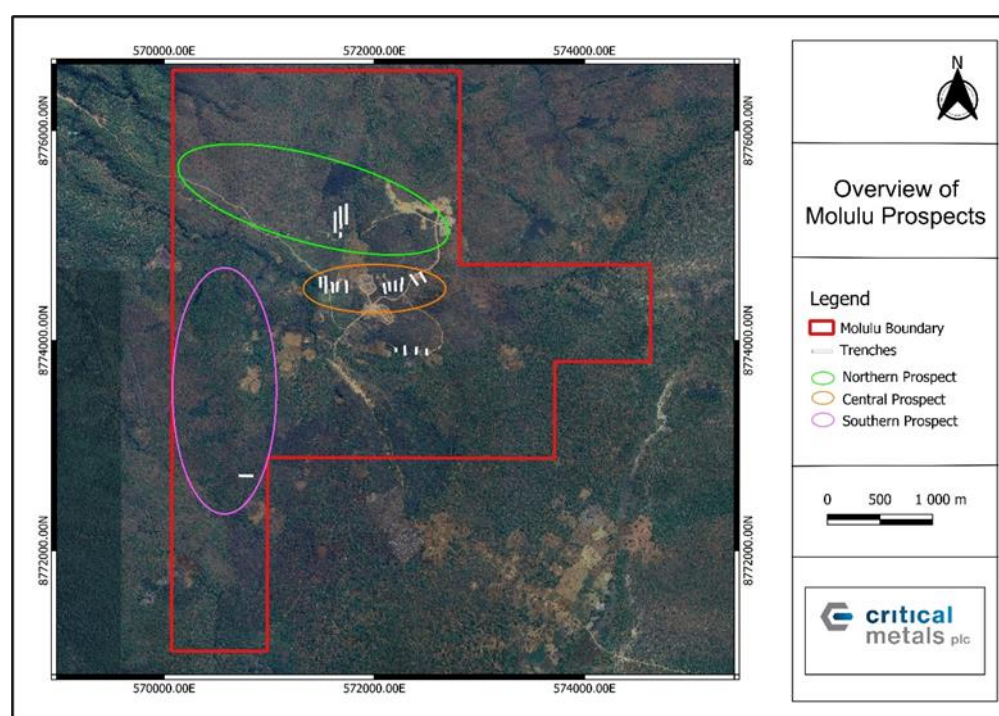 570000.00E
572000.00E
574000.00E
8776000.00N
8776000.00N
8774000.00N
8774000.00N
8772000.00N
8772000.00N
570000.00E
572000.00E
574000.00E
N
Overview of
Molulu Prospects
Legend
Molulu Boundary
Trenches
Northern Prospect
Central Prospect
Southern Prospect
0 500 1 000 m
critical
metals plc